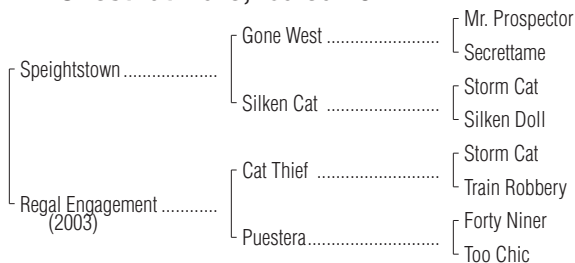 Mr. Prospector
Gone West
Secrettame
Speightstown
Storm Cat
Silken Cat
Silken Doll
Storm Cat
Cat Thief
Train Robbery
Regal Engagement
(2003)
Forty Niner
Puestera
Too Chic